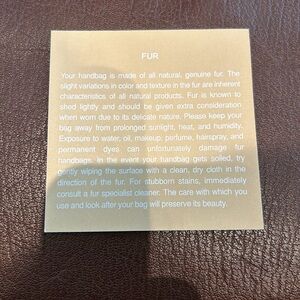 FUR
Your handbag is made of all natural, genuine fur. The
slight variations in color and texture in the fur are inherent
characteristics of all natural products. Fur is known to
shed lightly and should be given extra consideration
when worn due to its delicate nature. Please keep your
bag away from prolonged sunlight, heat, and humidity.
Exposure to water, oil, makeup, perfume, hairspray, and
permanent dyes can unfortunately damage fur
handbags. In the event your handbag gets soiled, try
gently wiping the surface with a clean, dry cloth in the
direction of the fur. For stubborn stains, immediately
consult a fur specialist cleaner. The care with which you
use and look after your bag will preserve its beauty.